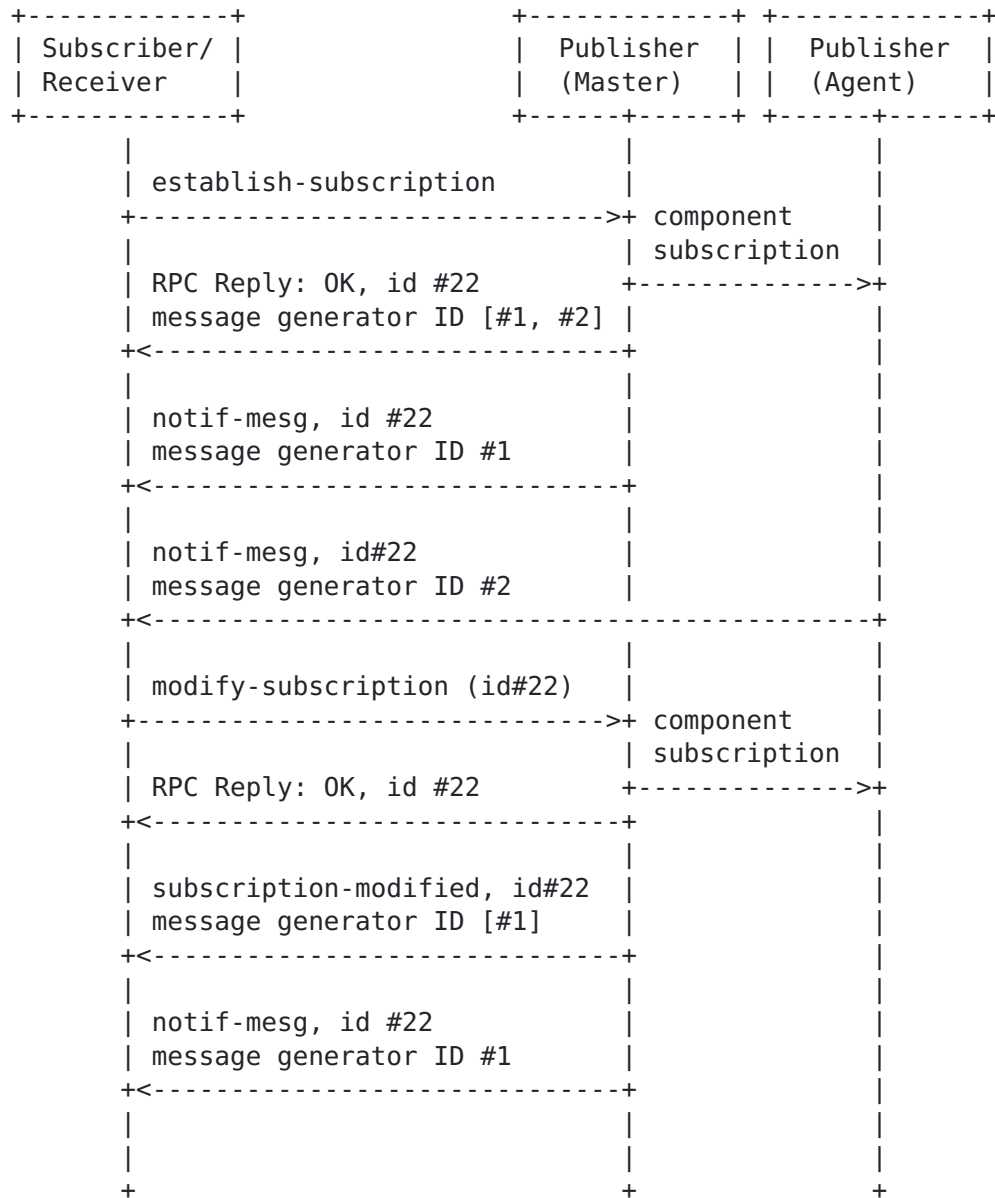 Subscriber/
Receiver
Publisher
(Master)
Publisher
(Agent)
establish-subscription
component
subscription
RPC Reply: OK, id #22
message generator ID [#1, #2]
notif-mesg, id #22
message generator ID #1
notif-mesg, id#22
message generator ID #2
modify-subscription (id#22)
component
subscription
RPC Reply: OK, id #22
subscription-modified, id#22
message generator ID [#1]
notif-mesg, id #22
message generator ID #1